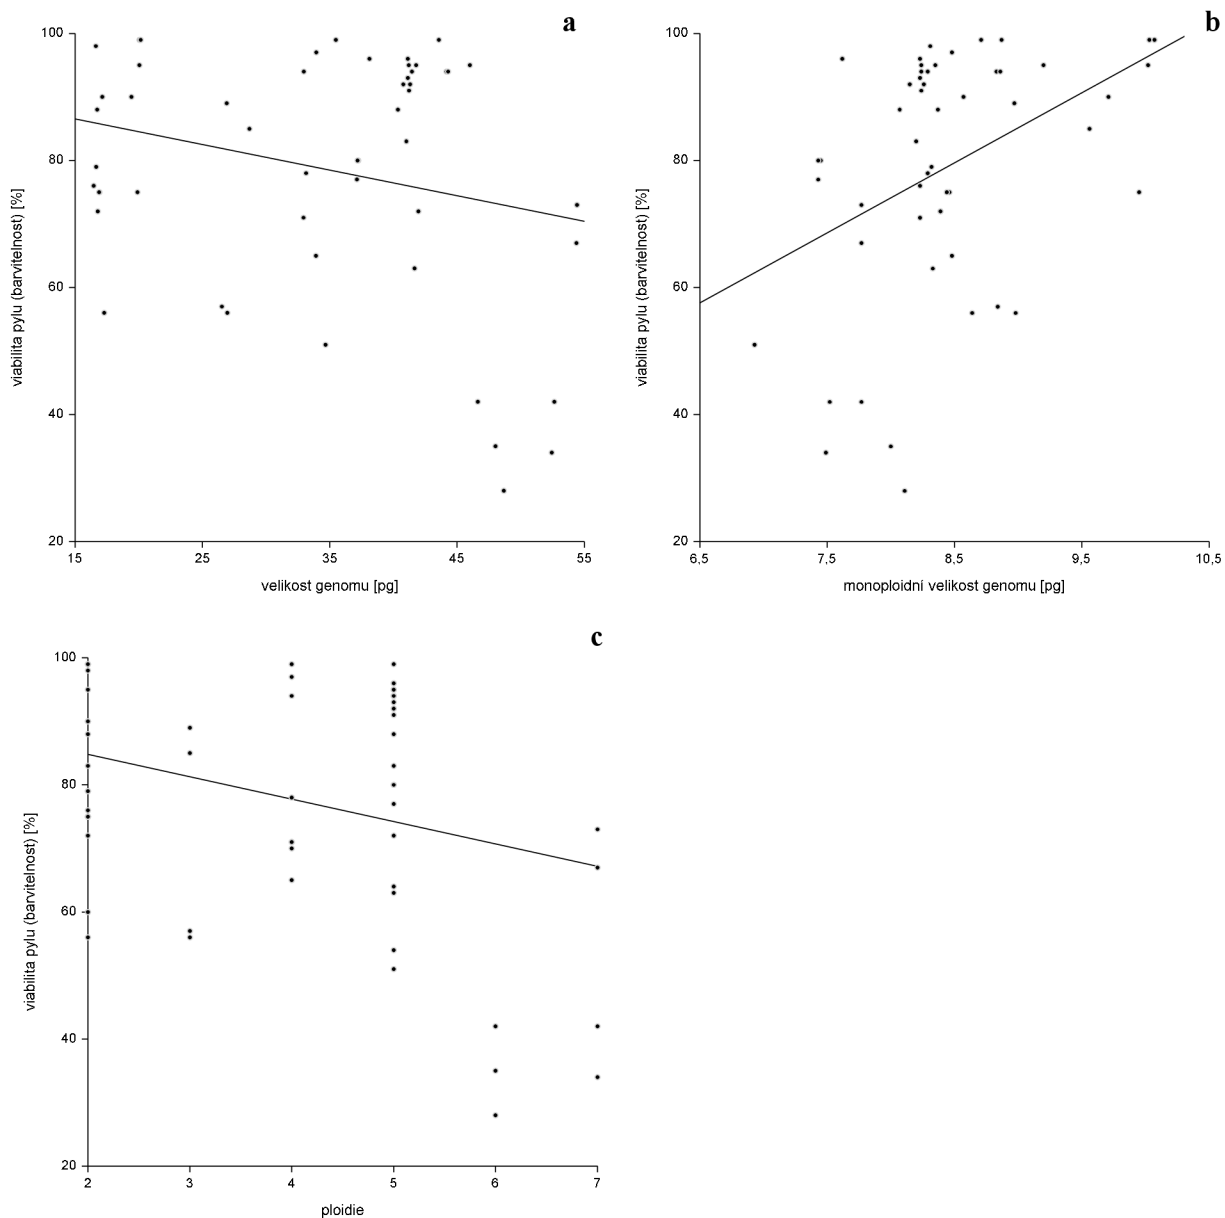 a
100
80
60
40
20
15 25 35 45 55
viabilita pylu (barvitelnost) [%]
velikost genomu [pg]
b
100
80
60
40
20
6,5 7,5 8,5 9,5 10,5
viabilita pylu (barvitelnost) [%]
monoploidní velikost genomu [pg]
c
100
80
60
40
20
2 3 4 5 6 7
viabilita pylu (barvitelnost) [%]
ploidie